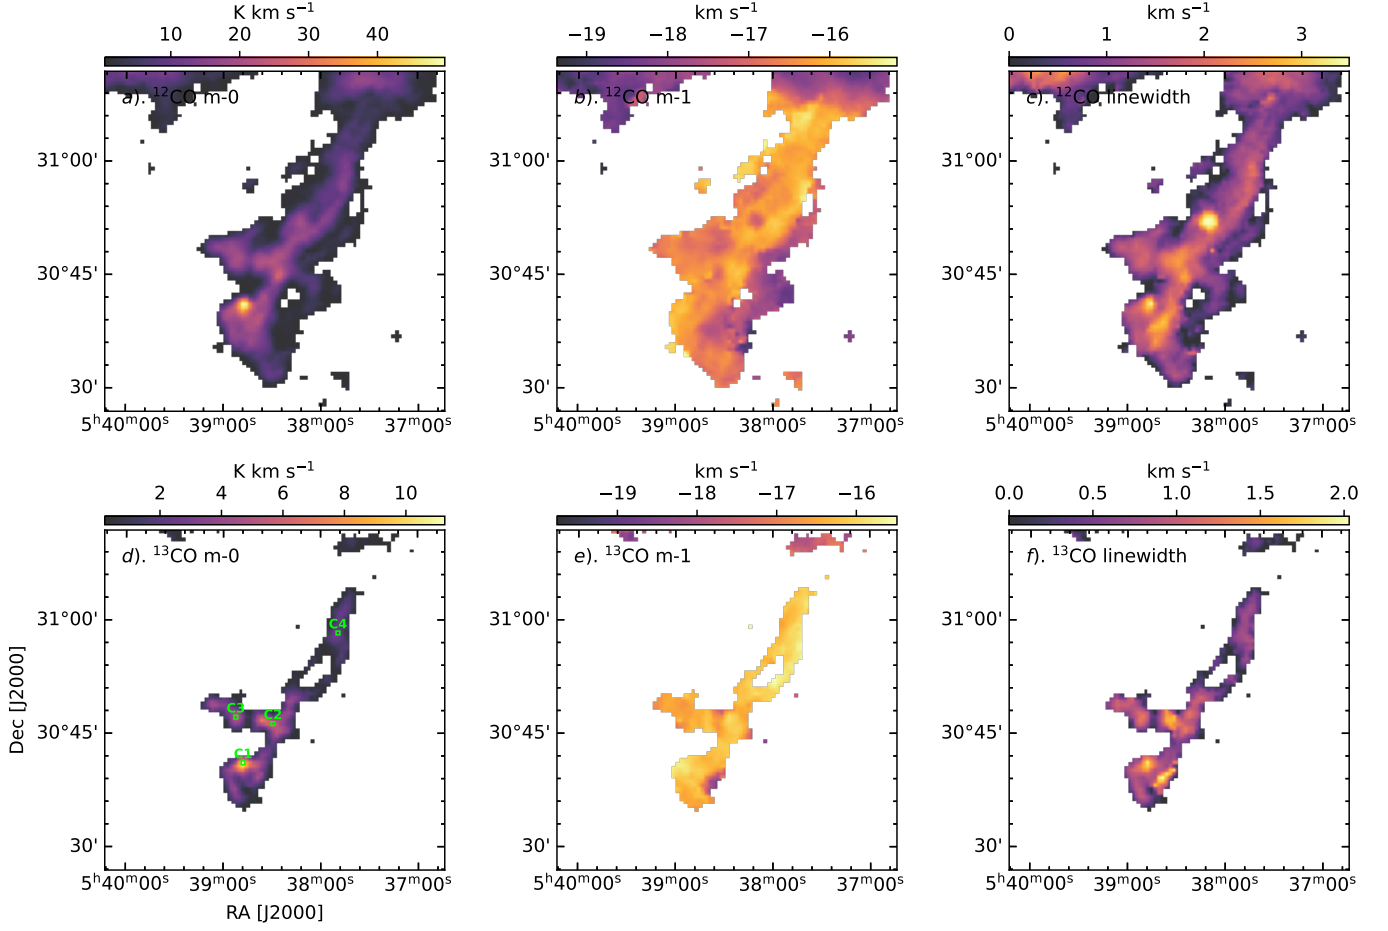 K km s⁻¹
km s⁻¹
km s⁻¹
10 20 30 40
−19 −18 −17 −16
0 1 2 3
a). ¹²CO m-0
b). ¹²CO m-1
c). ¹²CO linewidth
31°00'
30°45'
30'
31°00'
30°45'
30'
31°00'
30°45'
30'
5ʰ40ᵐ00ˢ 39ᵐ00ˢ 38ᵐ00ˢ 37ᵐ00ˢ
5ʰ40ᵐ00ˢ 39ᵐ00ˢ 38ᵐ00ˢ 37ᵐ00ˢ
5ʰ40ᵐ00ˢ 39ᵐ00ˢ 38ᵐ00ˢ 37ᵐ00ˢ
K km s⁻¹
km s⁻¹
km s⁻¹
2 4 6 8 10
−19 −18 −17 −16
0.0 0.5 1.0 1.5 2.0
d). ¹³CO m-0
e). ¹³CO m-1
f). ¹³CO linewidth
31°00'
30°45'
30'
31°00'
30°45'
30'
31°00'
30°45'
30'
C4
C3
C2
C1
Dec [J2000]
5ʰ40ᵐ00ˢ 39ᵐ00ˢ 38ᵐ00ˢ 37ᵐ00ˢ
5ʰ40ᵐ00ˢ 39ᵐ00ˢ 38ᵐ00ˢ 37ᵐ00ˢ
5ʰ40ᵐ00ˢ 39ᵐ00ˢ 38ᵐ00ˢ 37ᵐ00ˢ
RA [J2000]